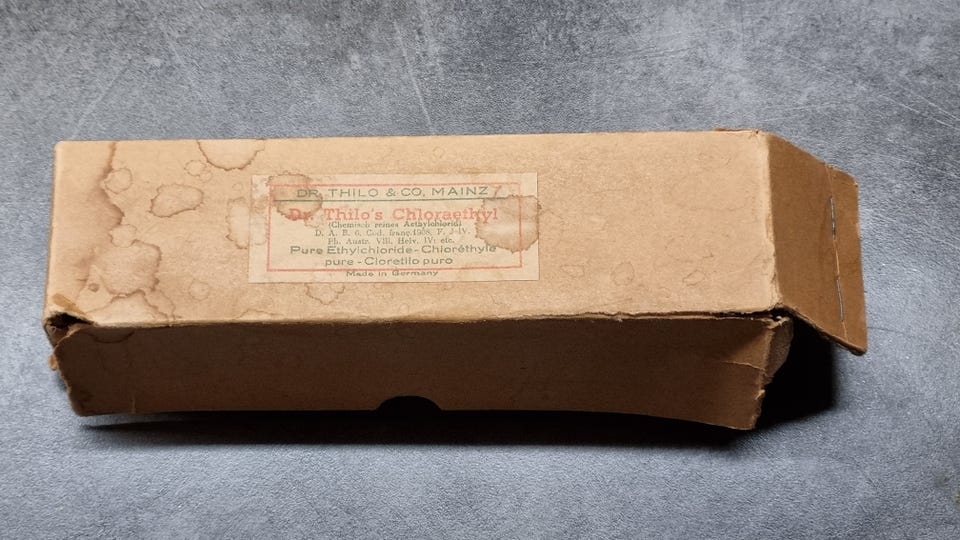 DR. THILO & CO., MAINZ
Dr. Thilo's Chloraethyl
(Chemisch reines Aethylchlorid)
D. A. B. 6. Cod. franç. 1908. F. J. IV.
Ph. Austr. VIII. Helv. IV: etc.
Pure Ethylchloride - Chloréthyle
pure - Cloretilo puro
Made in Germany